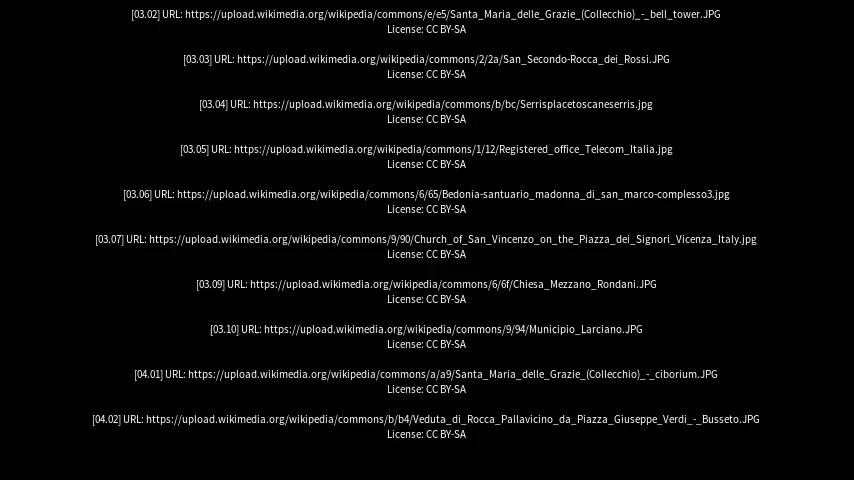 [03.02] URL: https://upload.wikimedia.org/wikipedia/commons/e/e5/Santa_Maria_delle_Grazie_(Collecchio)_-_bell_tower.JPG
License: CC BY-SA
[03.03] URL: https://upload.wikimedia.org/wikipedia/commons/2/2a/San_Secondo-Rocca_dei_Rossi.JPG
License: CC BY-SA
[03.04] URL: https://upload.wikimedia.org/wikipedia/commons/b/bc/Serrisplacetoscaneserris.jpg
License: CC BY-SA
[03.05] URL: https://upload.wikimedia.org/wikipedia/commons/1/12/Registered_office_Telecom_Italia.jpg
License: CC BY-SA
[03.06] URL: https://upload.wikimedia.org/wikipedia/commons/6/65/Bedonia-santuario_madonna_di_san_marco-complesso3.jpg
License: CC BY-SA
[03.07] URL: https://upload.wikimedia.org/wikipedia/commons/9/90/Church_of_San_Vincenzo_on_the_Piazza_dei_Signori_Vicenza_Italy.jpg
License: CC BY-SA
[03.09] URL: https://upload.wikimedia.org/wikipedia/commons/6/6f/Chiesa_Mezzano_Rondani.JPG
License: CC BY-SA
[03.10] URL: https://upload.wikimedia.org/wikipedia/commons/9/94/Municipio_Larciano.JPG
License: CC BY-SA
[04.01] URL: https://upload.wikimedia.org/wikipedia/commons/a/a9/Santa_Maria_delle_Grazie_(Collecchio)_-_ciborium.JPG
License: CC BY-SA
[04.02] URL: https://upload.wikimedia.org/wikipedia/commons/b/b4/Veduta_di_Rocca_Pallavicino_da_Piazza_Giuseppe_Verdi_-_Busseto.JPG
License: CC BY-SA